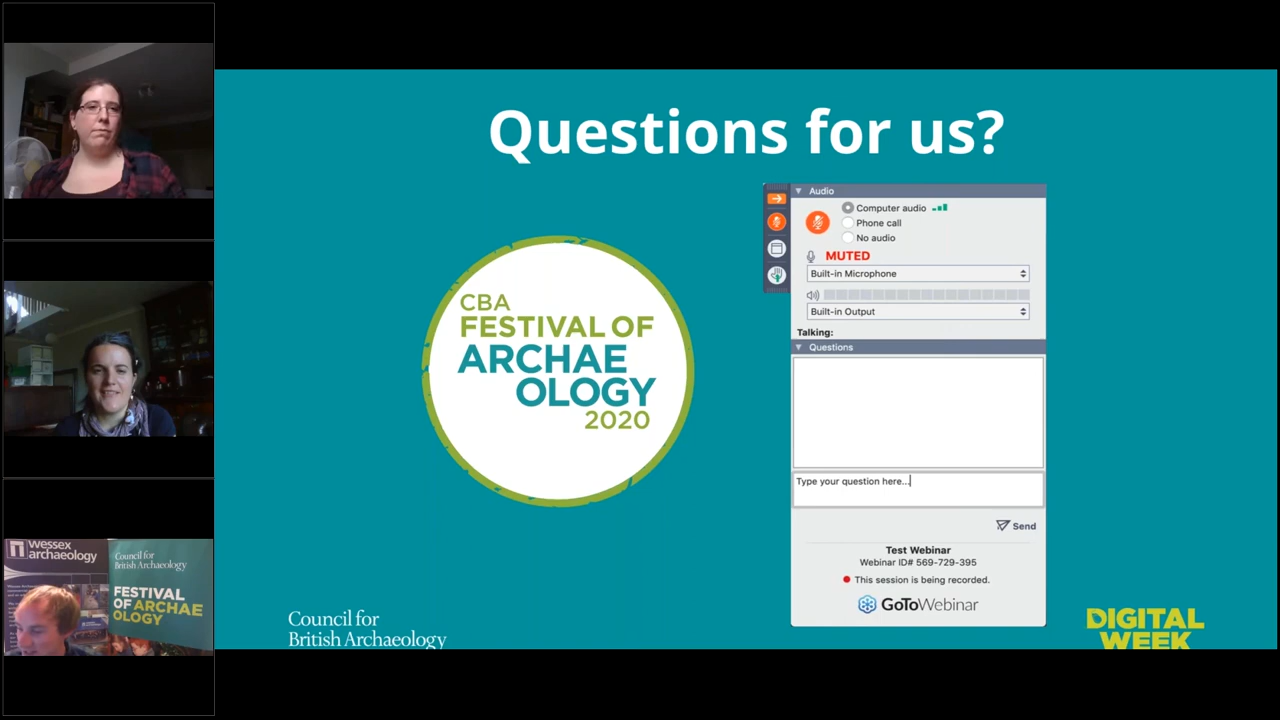 Questions for us?
CBA
FESTIVAL OF
ARCHAE
OLOGY
2020
Audio
Computer audio
Phone call
No audio
MUTED
Built-in Microphone
Built-in Output
Talking:
Questions
Type your question here...
Send
Test Webinar
Webinar ID# 569-729-395
This session is being recorded.
GoToWebinar
Council for
British Archaeology
DIGITAL
WEEK
wessex
archaeology
Council for
British Archaeology
FESTIVAL
OF ARCHAE
OLOGY